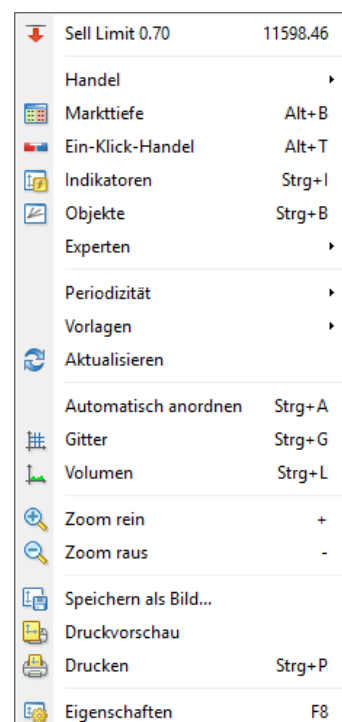 Sell Limit 0.70 11598.46
Handel
Markttiefe Alt+B
Ein-Klick-Handel Alt+T
Indikatoren Strg+I
Objekte Strg+B
Experten
Periodizität
Vorlagen
Aktualisieren
Automatisch anordnen Strg+A
Gitter Strg+G
Volumen Strg+L
Zoom rein +
Zoom raus -
Speichern als Bild...
Druckvorschau
Drucken Strg+P
Eigenschaften F8